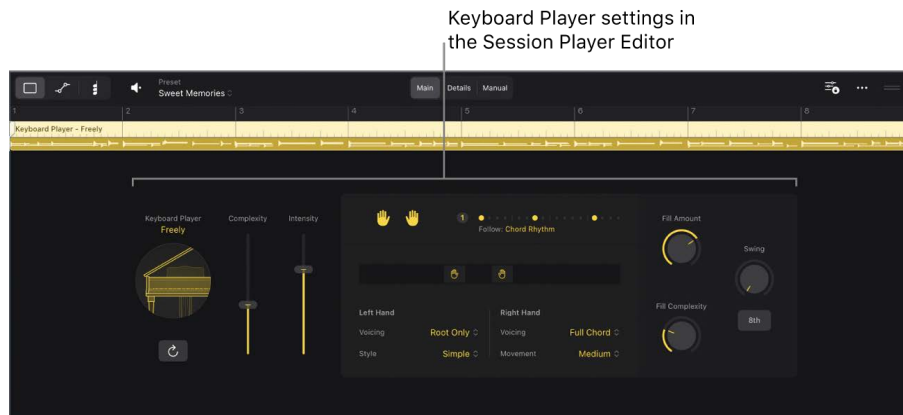 Keyboard Player settings in
the Session Player Editor
Preset
Sweet Memories
Main Details Manual
1 2 3 4 5 6 7 8
Keyboard Player - Freely
Keyboard Player
Freely
Complexity
Intensity
1
Follow: Chord Rhythm
Left Hand
Voicing Root Only
Style Simple
Right Hand
Voicing Full Chord
Movement Medium
Fill Amount
Fill Complexity
Swing
8th